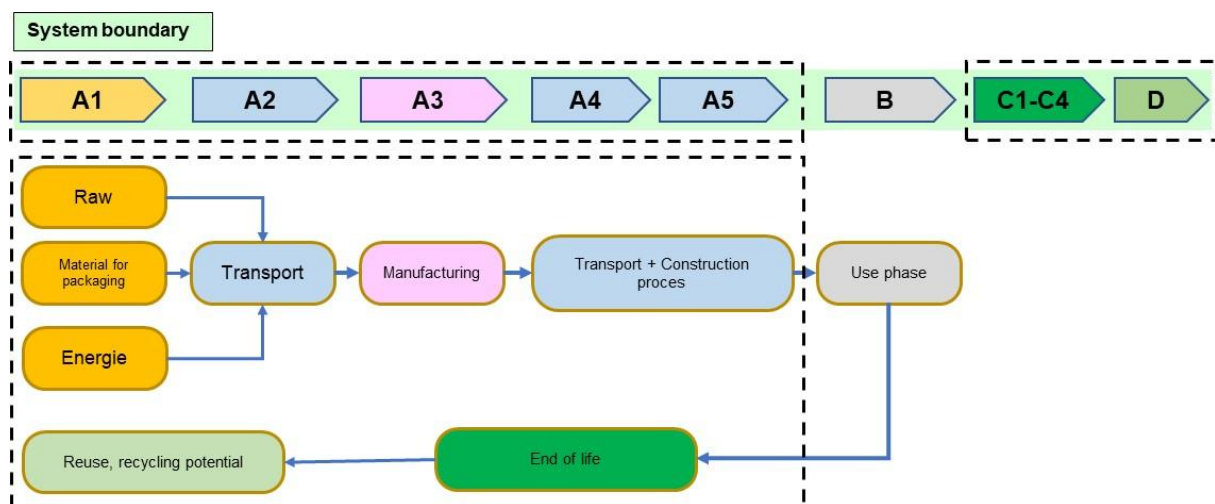 System boundary
A1
A2
A3
A4
A5
B
C1-C4
D
Raw
Material for
packaging
Energie
Transport
Manufacturing
Transport + Construction
proces
Use phase
Reuse, recycling potential
End of life